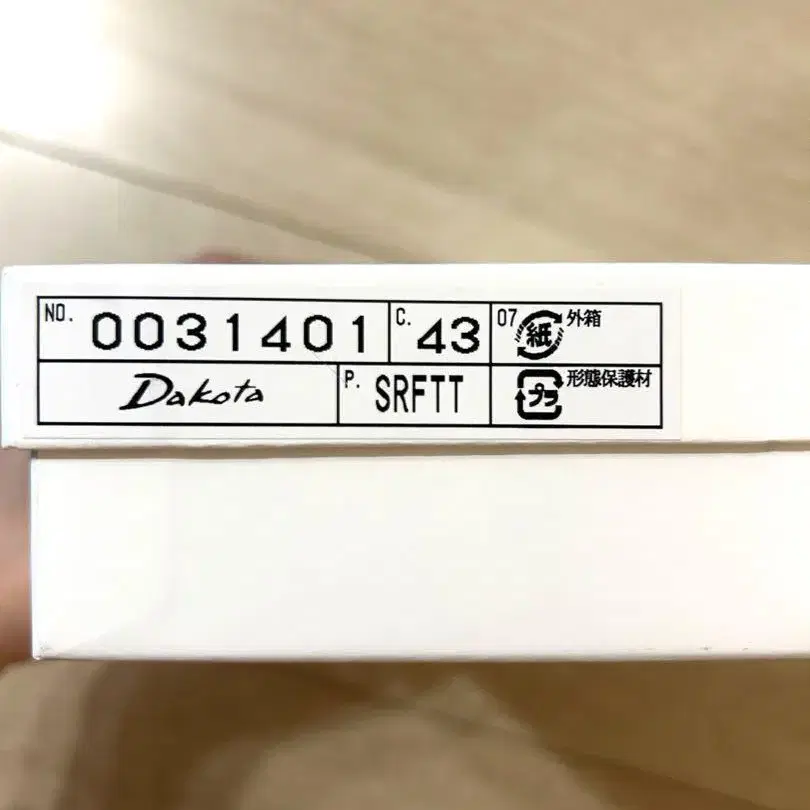 NO. 0031401 C. 43 07 紙 外箱
Dakota P. SRFTT プラ 形態保護材